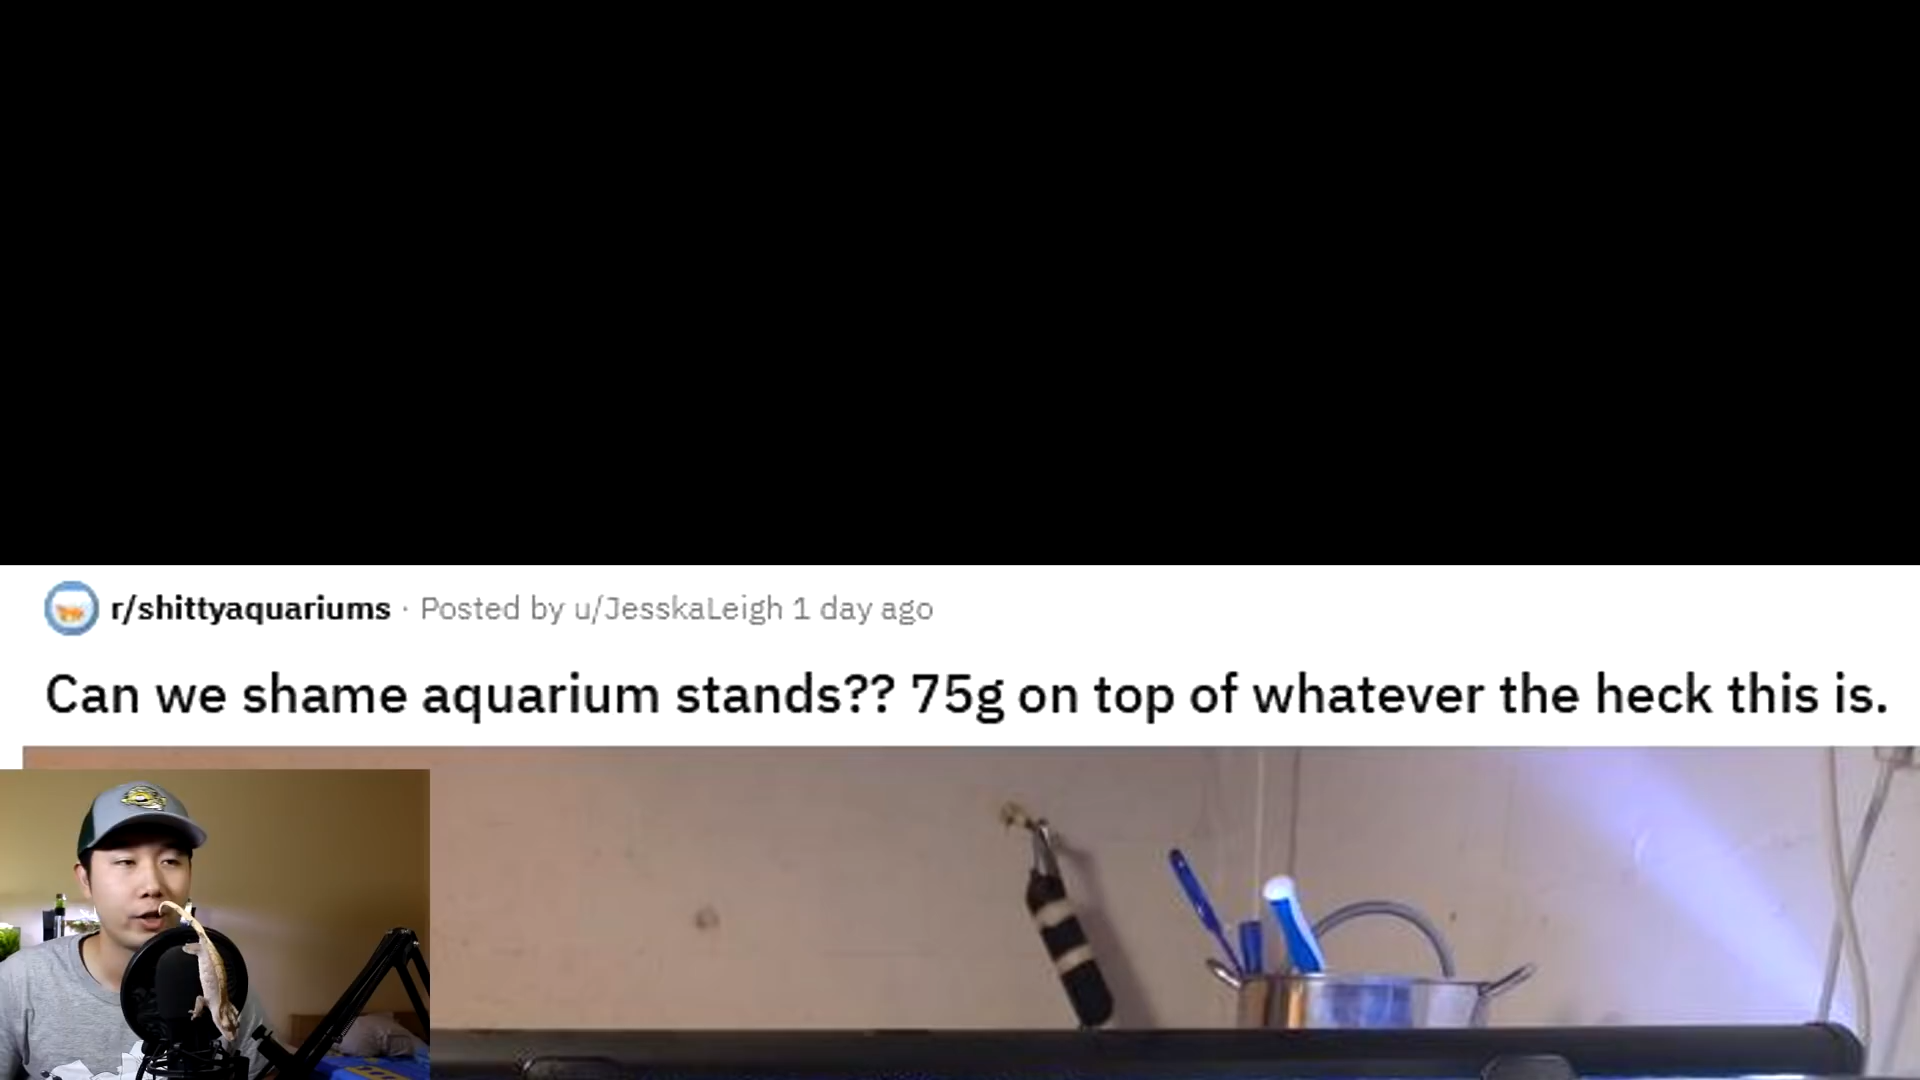 r/shittyaquariums · Posted by u/JesskaLeigh 1 day ago
Can we shame aquarium stands?? 75g on top of whatever the heck this is.